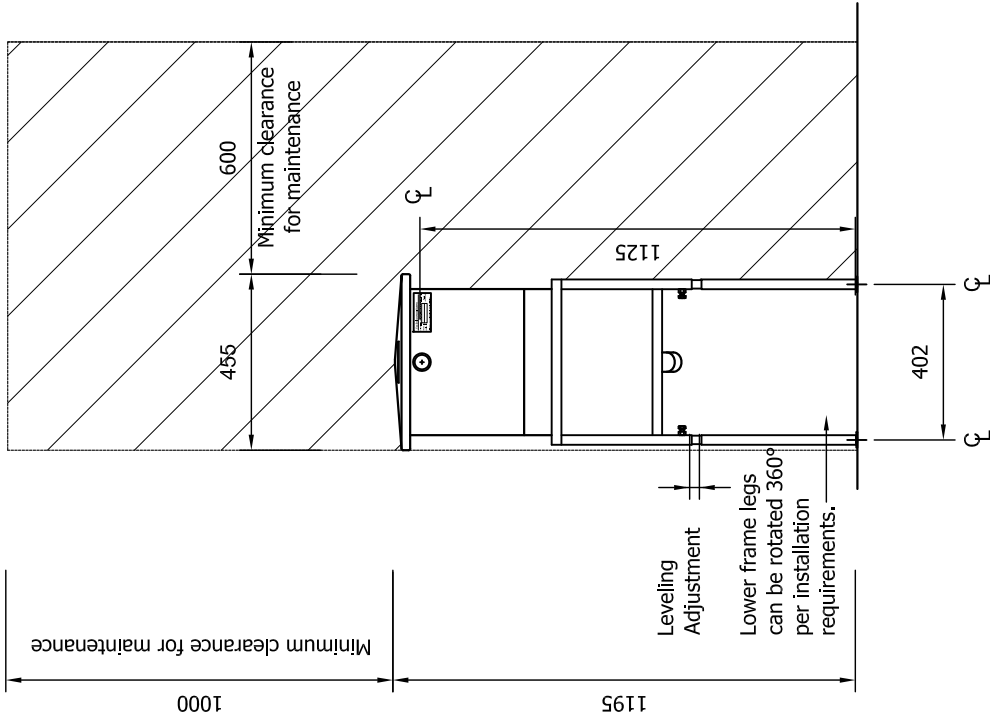 600
Minimum clearance
for maintenance
455
℄
1125
402
℄
℄
Leveling
Adjustment
Lower frame legs
can be rotated 360°
per installation
requirements.
Minimum clearance for maintenance
1000
1195